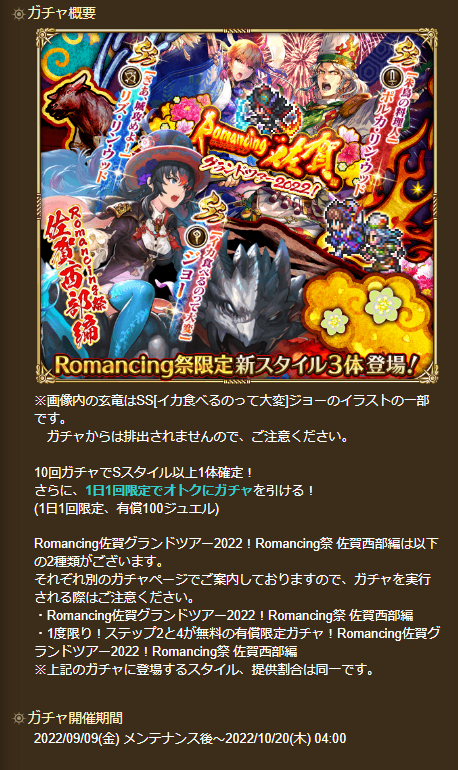 ガチャ概要
SS
[さあ、城攻めよ！]
リズ・リン・ウッド
SS
ポルカ・リン・ウッド
Romancing 佐賀
グランドツアー2022！
SS
[イカ食べるのって大変]
ジョー
Romancing祭
佐賀西部編
Romancing祭限定新スタイル3体登場！
※画像内の玄竜はSS[イカ食べるのって大変]ジョーのイラストの一部
です。
ガチャからは排出されませんので、ご注意ください。
10回ガチャでSスタイル以上1体確定！
さらに、1日1回限定でオトクにガチャを引ける！
(1日1回限定、有償100ジュエル)
Romancing佐賀グランドツアー2022！Romancing祭 佐賀西部編は以下
の2種類がございます。
それぞれ別のガチャページでご案内しておりますので、ガチャを実行
される際はご注意ください。
・Romancing佐賀グランドツアー2022！Romancing祭 佐賀西部編
・1度限り！ステップ2と4が無料の有償限定ガチャ！Romancing佐賀グ
ランドツアー2022！Romancing祭 佐賀西部編
※上記のガチャに登場するスタイル、提供割合は同一です。
ガチャ開催期間
2022/09/09(金) メンテナンス後～2022/10/20(木) 04:00